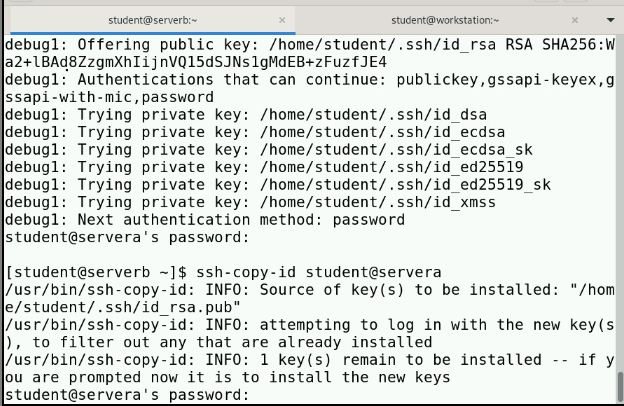 student@serverb:~ × student@workstation:~ ×
debug1: Offering public key: /home/student/.ssh/id_rsa RSA SHA256:W
a2+lBAd8ZzgmXhIijnVQ15dSJNs1gMdEB+zFuzfJE4
debug1: Authentications that can continue: publickey,gssapi-keyex,g
ssapi-with-mic,password
debug1: Trying private key: /home/student/.ssh/id_dsa
debug1: Trying private key: /home/student/.ssh/id_ecdsa
debug1: Trying private key: /home/student/.ssh/id_ecdsa_sk
debug1: Trying private key: /home/student/.ssh/id_ed25519
debug1: Trying private key: /home/student/.ssh/id_ed25519_sk
debug1: Trying private key: /home/student/.ssh/id_xmss
debug1: Next authentication method: password
student@servera's password:
[student@serverb ~]$ ssh-copy-id student@servera
/usr/bin/ssh-copy-id: INFO: Source of key(s) to be installed: "/hom
e/student/.ssh/id_rsa.pub"
/usr/bin/ssh-copy-id: INFO: attempting to log in with the new key(s
), to filter out any that are already installed
/usr/bin/ssh-copy-id: INFO: 1 key(s) remain to be installed -- if y
ou are prompted now it is to install the new keys
student@servera's password: